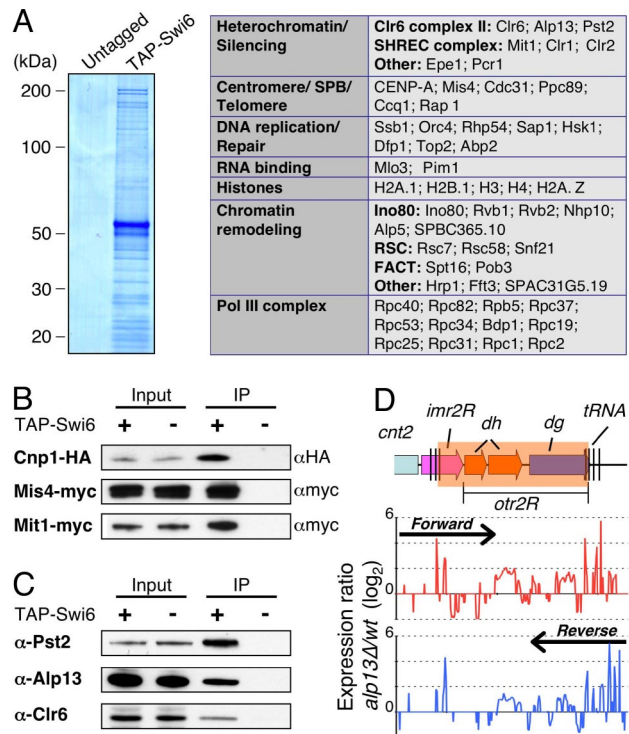 A
Untagged
TAP-Swi6
(kDa)
200
100
50
30
20
Heterochromatin/
Silencing
Clr6 complex II: Clr6; Alp13; Pst2
SHREC complex: Mit1; Clr1; Clr2
Other: Epe1; Pcr1
Centromere/ SPB/
Telomere
CENP-A; Mis4; Cdc31; Ppc89;
Ccq1; Rap 1
DNA replication/
Repair
Ssb1; Orc4; Rhp54; Sap1; Hsk1;
Dfp1; Top2; Abp2
RNA binding
Mlo3; Pim1
Histones
H2A.1; H2B.1; H3; H4; H2A. Z
Chromatin
remodeling
Ino80: Ino80; Rvb1; Rvb2; Nhp10;
Alp5; SPBC365.10
RSC: Rsc7; Rsc58; Snf21
FACT: Spt16; Pob3
Other: Hrp1; Fft3; SPAC31G5.19
Pol III complex
Rpc40; Rpc82; Rpb5; Rpc37;
Rpc53; Rpc34; Bdp1; Rpc19;
Rpc25; Rpc31; Rpc1; Rpc2
B
Input IP
TAP-Swi6 + - + -
Cnp1-HA αHA
Mis4-myc αmyc
Mit1-myc αmyc
C
Input IP
TAP-Swi6 + - + -
α-Pst2
α-Alp13
α-Clr6
D
imr2R dh dg tRNA
cnt2
otr2R
Expression ratio
alp13Δ/wt (log2)
6
Forward
0
6
Reverse
0